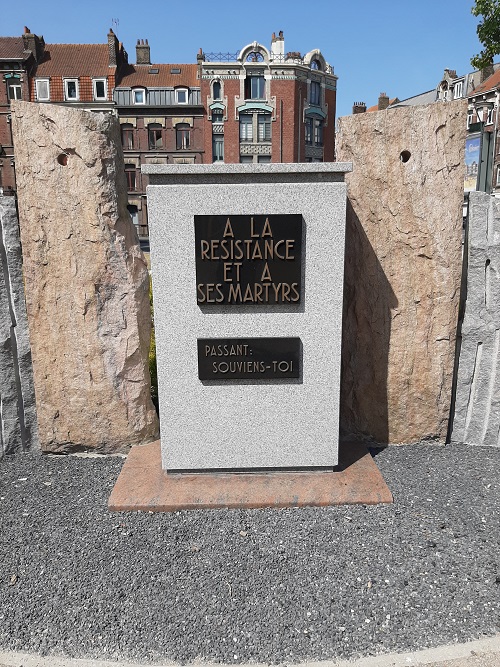 A LA
RESISTANCE
ET A
SES MARTYRS
PASSANT:
SOUVIENS-TOI